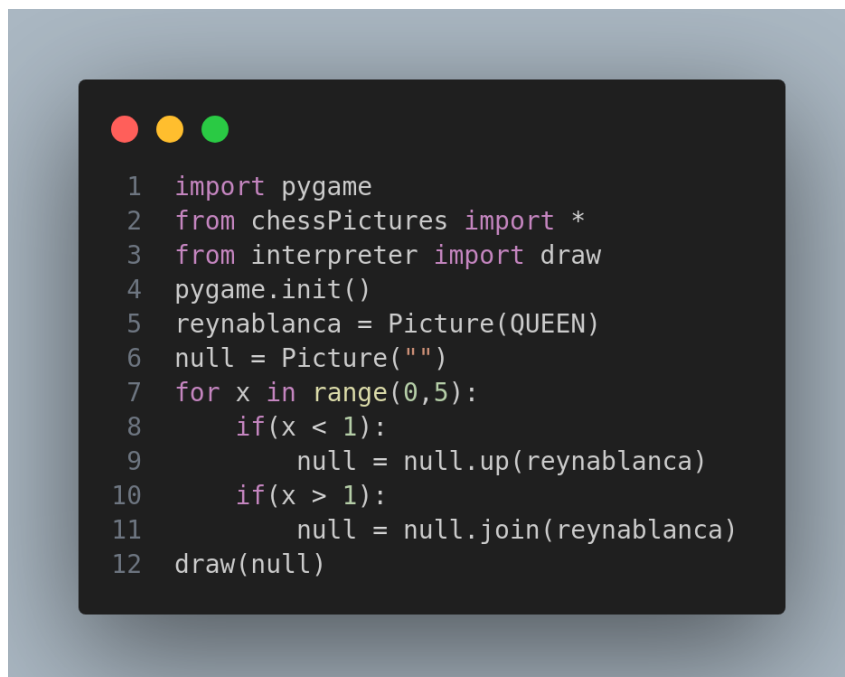 1 import pygame
2 from chessPictures import *
3 from interpreter import draw
4 pygame.init()
5 reynablanca = Picture(QUEEN)
6 null = Picture("")
7 for x in range(0,5):
8     if(x < 1):
9         null = null.up(reynablanca)
10     if(x > 1):
11         null = null.join(reynablanca)
12 draw(null)